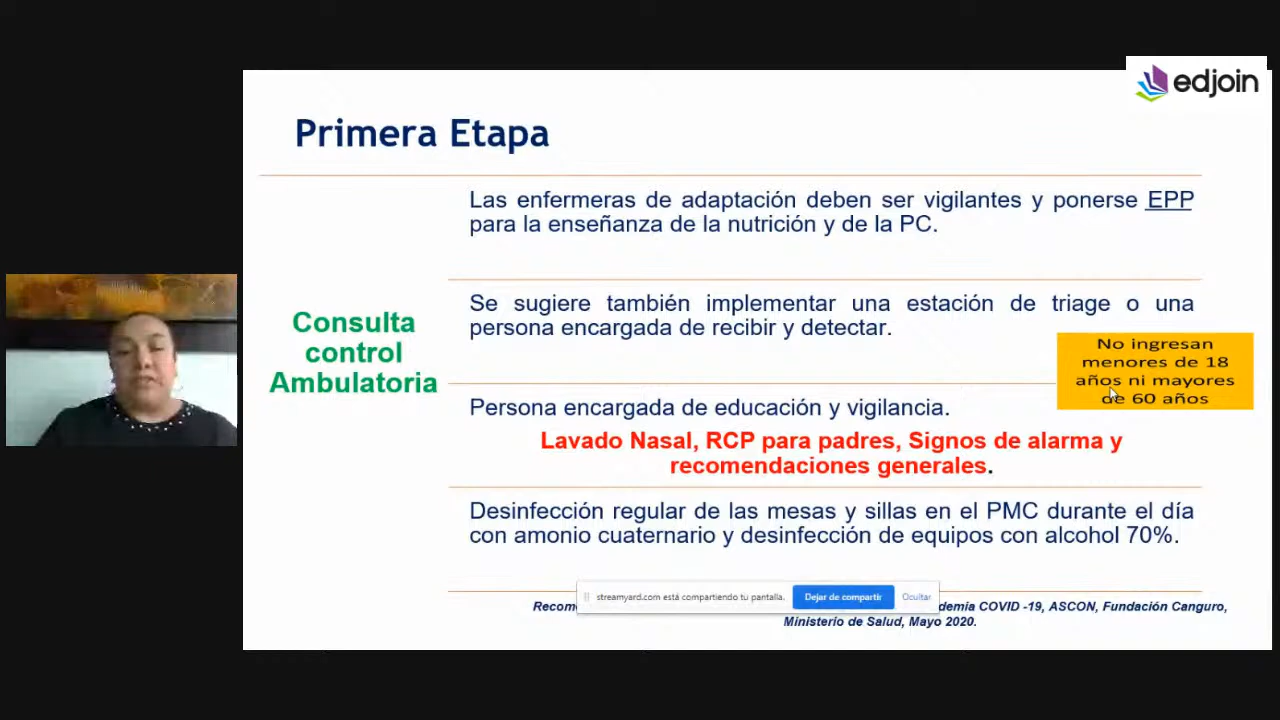 edjoin
Primera Etapa
Las enfermeras de adaptación deben ser vigilantes y ponerse EPP
para la enseñanza de la nutrición y de la PC.
Consulta
control
Ambulatoria
Se sugiere también implementar una estación de triage o una
persona encargada de recibir y detectar.
No ingresan
menores de 18
años ni mayores
de 60 años
Persona encargada de educación y vigilancia.
Lavado Nasal, RCP para padres, Signos de alarma y
recomendaciones generales.
Desinfección regular de las mesas y sillas en el PMC durante el día
con amonio cuaternario y desinfección de equipos con alcohol 70%.
streamyard.com está compartiendo tu pantalla.
Dejar de compartir
Ocultar
COVID -19, ASCON, Fundación Canguro,
Ministerio de Salud, Mayo 2020.